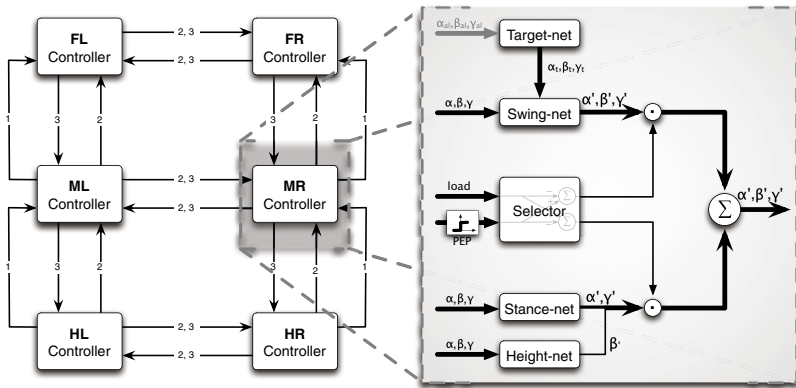 FL
Controller
2, 3
2, 3
FR
Controller
1
3
2
3
2
1
ML
Controller
2, 3
2, 3
MR
Controller
1
3
2
3
2
1
HL
Controller
2, 3
2, 3
HR
Controller
αal,βal,γal
Target-net
αt,βt,γt
α,β,γ
Swing-net
α',β',γ'
load
PEP
Selector
Σ
Σ
Σ
α',β',γ'
α,β,γ
Stance-net
α',γ'
α,β,γ
Height-net
β'